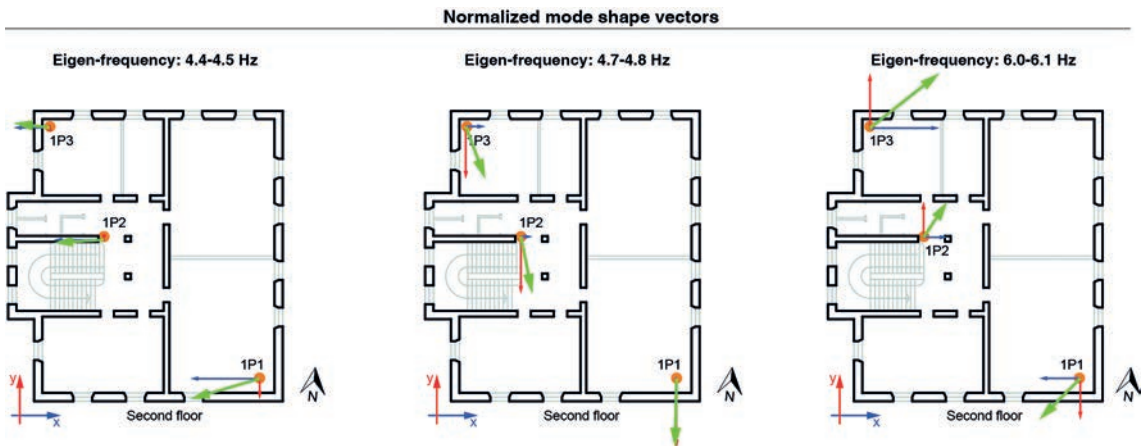 Normalized mode shape vectors
Eigen-frequency: 4.4-4.5 Hz
1P3
1P2
1P1
y
x
Second floor
N
Eigen-frequency: 4.7-4.8 Hz
1P3
1P2
1P1
y
x
Second floor
N
Eigen-frequency: 6.0-6.1 Hz
1P3
1P2
1P1
y
x
Second floor
N